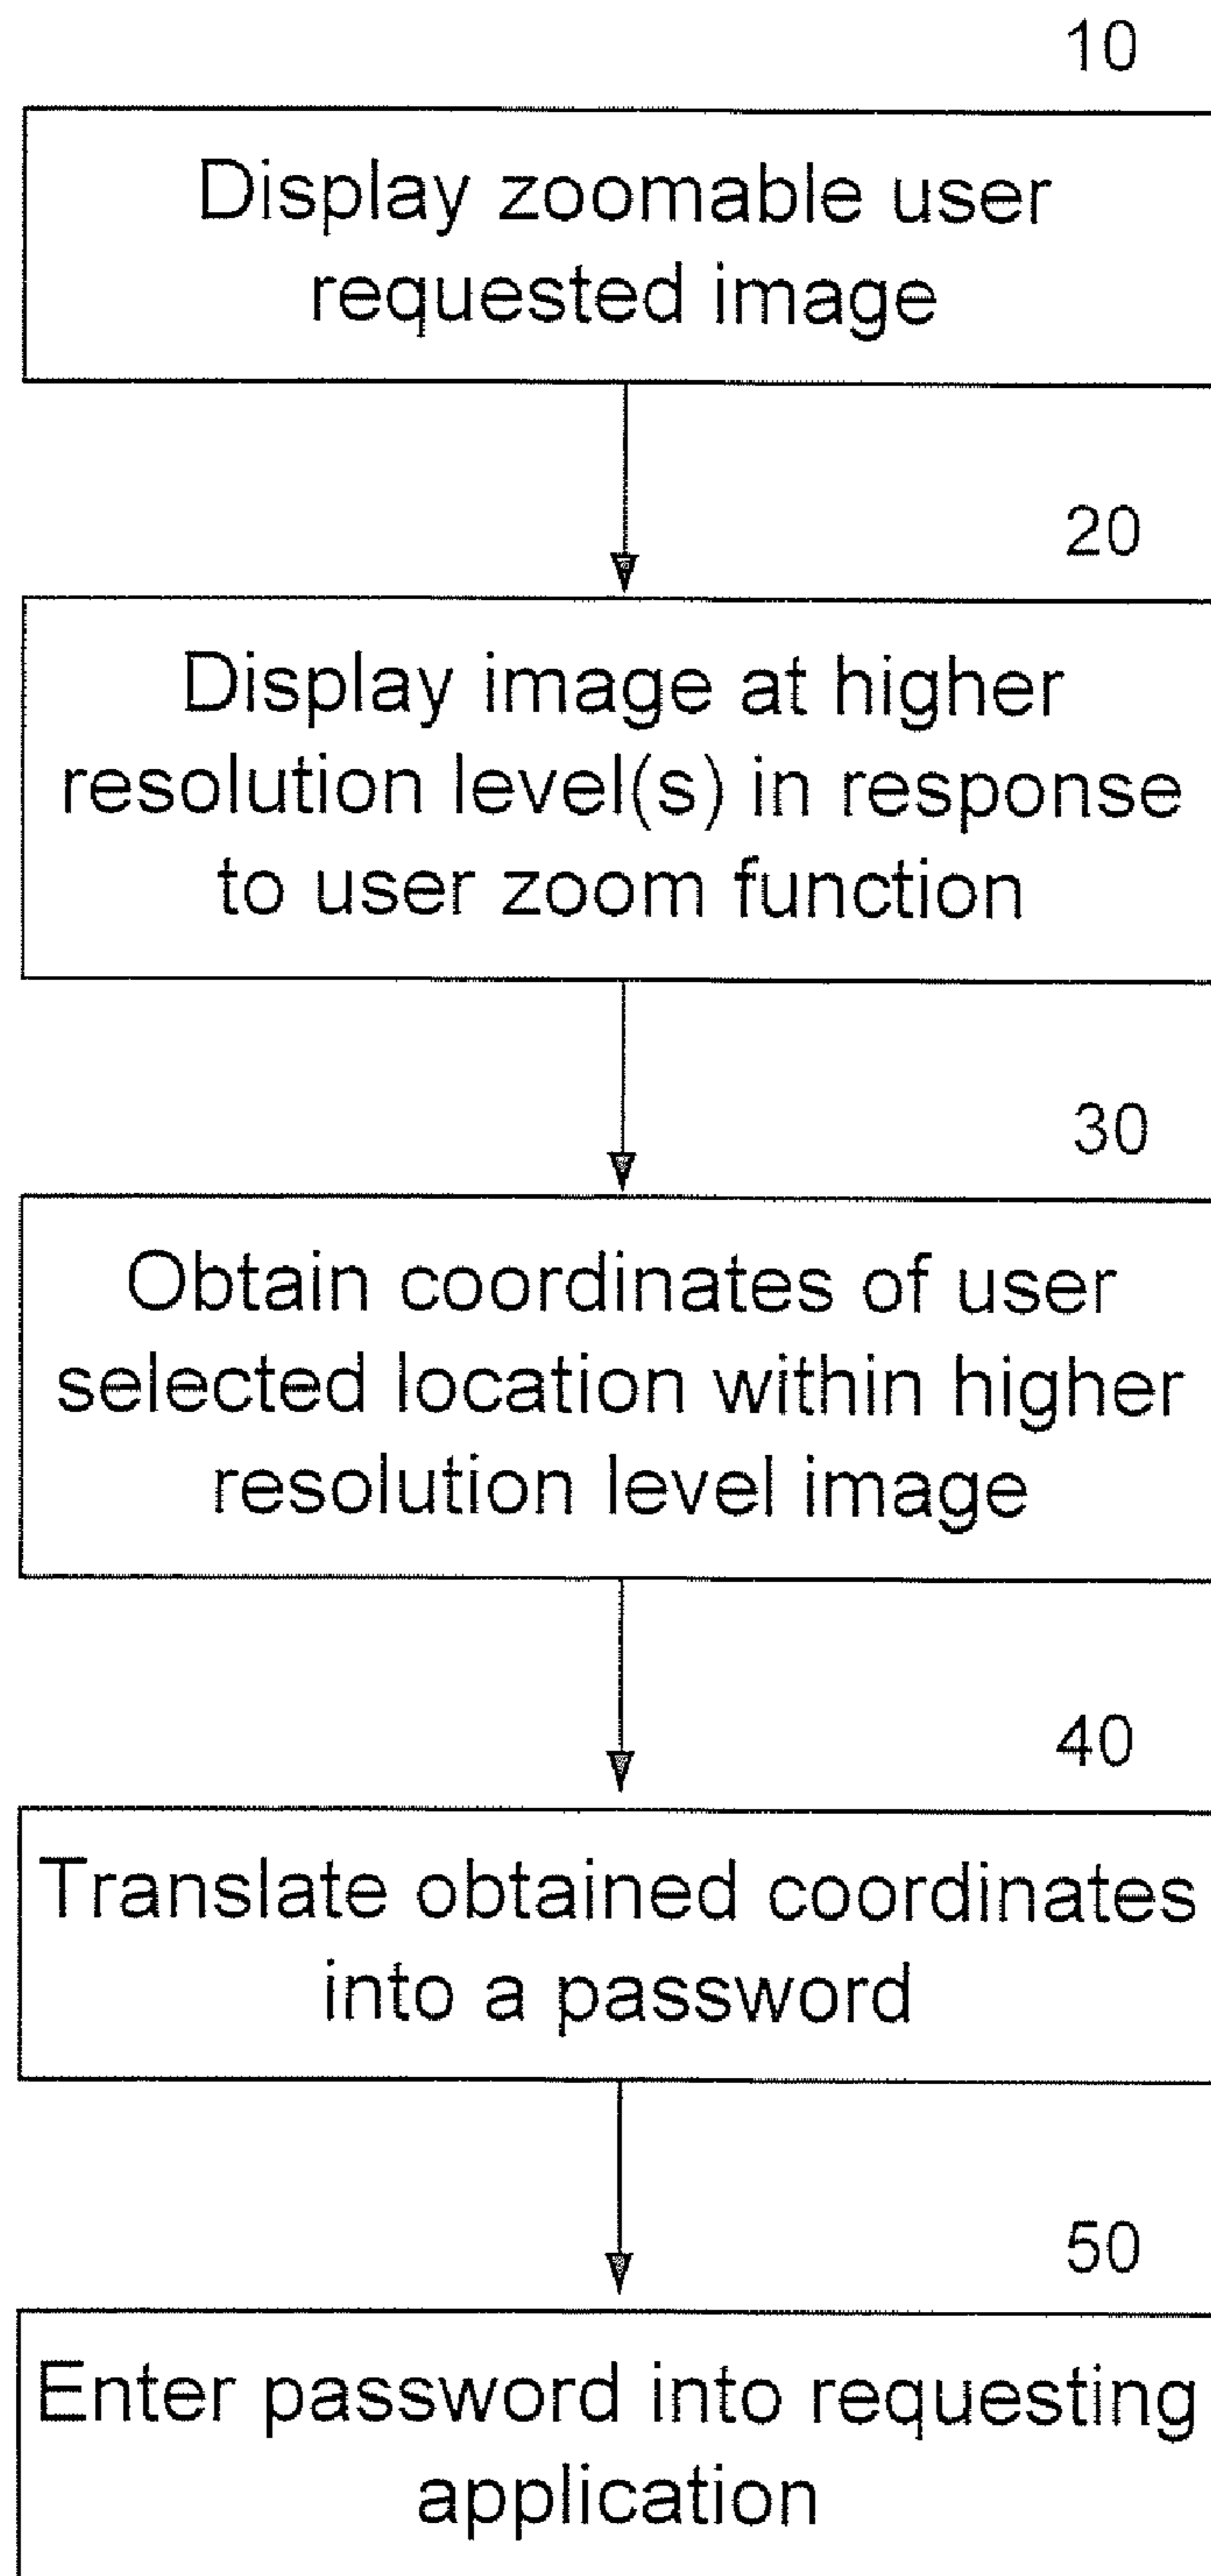 10
Display zoomable user
requested image
20
Display image at higher
resolution level(s) in response
to user zoom function
30
Obtain coordinates of user
selected location within higher
resolution level image
40
Translate obtained coordinates
into a password
50
Enter password into requesting
application